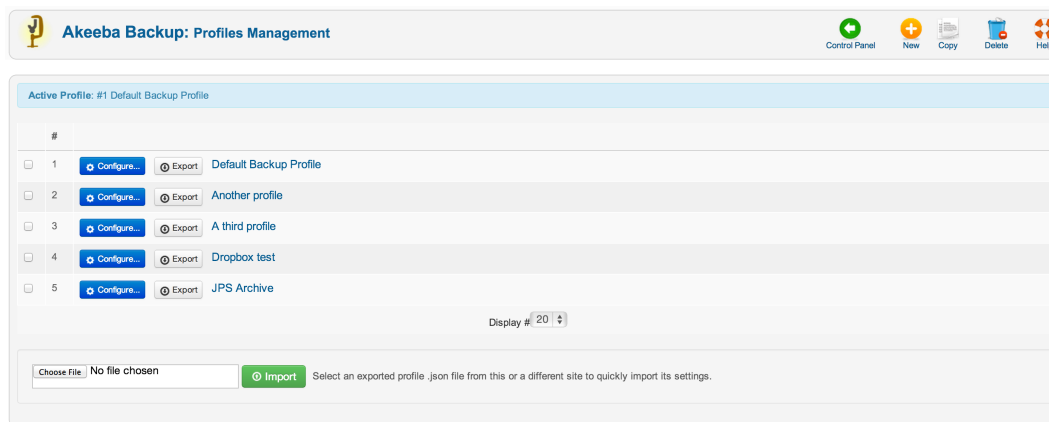 Akeeba Backup: Profiles Management
Control Panel New Copy Delete Hel
Active Profile: #1 Default Backup Profile
#
1 Configure... Export Default Backup Profile
2 Configure... Export Another profile
3 Configure... Export A third profile
4 Configure... Export Dropbox test
5 Configure... Export JPS Archive
Display # 20
Choose File No file chosen Import Select an exported profile .json file from this or a different site to quickly import its settings.